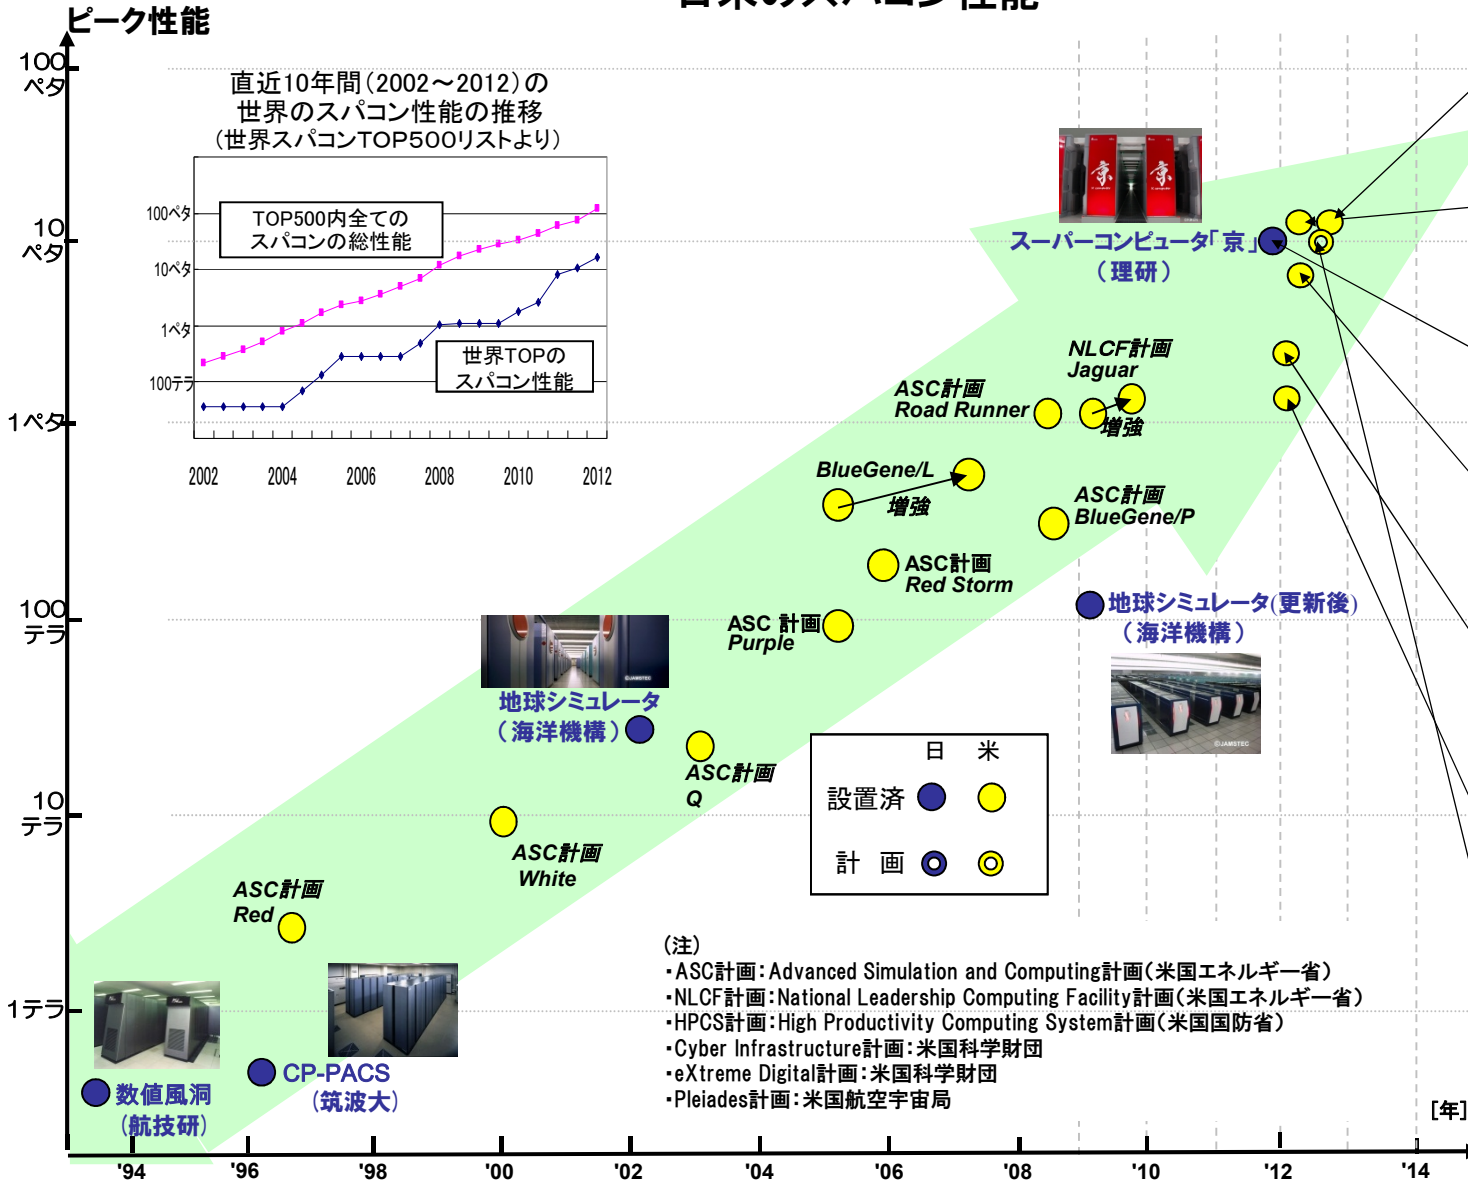 ピーク性能
100
ペタ
10
ペタ
1ペタ
100
テラ
10
テラ
1テラ
直近10年間(2002～2012)の
世界のスパコン性能の推移
(世界スパコンTOP500リストより)
100ペタ
10ペタ
1ペタ
100テラ
TOP500内全ての
スパコンの総性能
世界TOPの
スパコン性能
2002 2004 2006 2008 2010 2012
京 京
スーパーコンピュータ「京」
(理研)
NLCF計画
Jaguar
増強
ASC計画
Road Runner
BlueGene/L
増強
ASC計画
BlueGene/P
ASC計画
Red Storm
ASC 計画
Purple
地球シミュレータ(更新後)
(海洋機構)
©JAMSTEC
©JAMSTEC
地球シミュレータ
(海洋機構)
ASC計画
Q
ASC計画
White
ASC計画
Red
日 米
設置済
計 画
CP-PACS
(筑波大)
数値風洞
(航技研)
(注)
・ASC計画：Advanced Simulation and Computing計画(米国エネルギー省)
・NLCF計画：National Leadership Computing Facility計画(米国エネルギー省)
・HPCS計画：High Productivity Computing System計画(米国国防省)
・Cyber Infrastructure計画：米国科学財団
・eXtreme Digital計画：米国科学財団
・Pleiades計画：米国航空宇宙局
[年]
'94 '96 '98 '00 '02 '04 '06 '08 '10 '12 '14